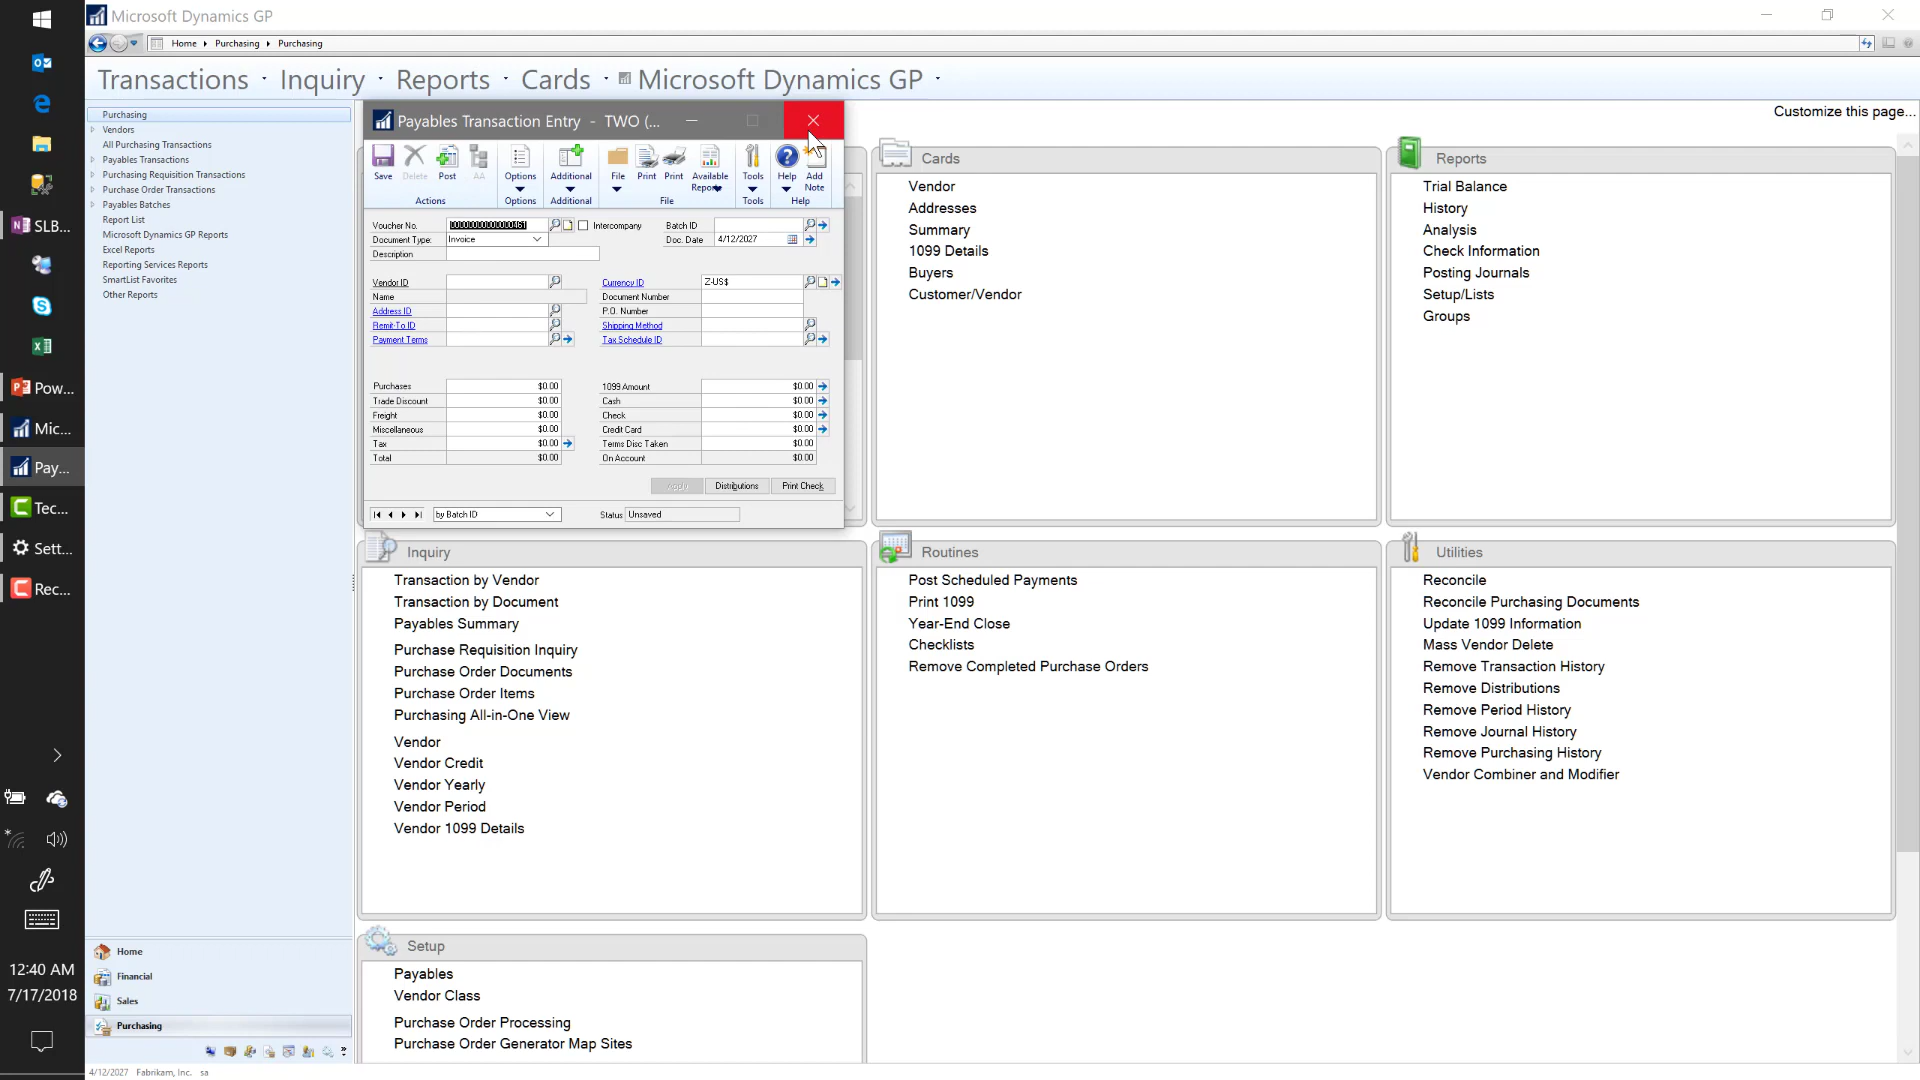 Microsoft Dynamics GP
Home Purchasing Purchasing
Transactions Inquiry Reports Cards Microsoft Dynamics GP
Customize this page...
Purchasing
Vendors
All Purchasing Transactions
Payables Transactions
Purchasing Requisition Transactions
Purchase Order Transactions
Payables Batches
Report List
Microsoft Dynamics GP Reports
Excel Reports
Reporting Services Reports
SmartList Favorites
Other Reports
Home
Financial
Sales
Purchasing
4/12/2027 Fabrikam, Inc. sa
SLB...
Pow...
Mic...
Pay...
Tec...
Sett...
Rec...
12:40 AM
7/17/2018
Payables Transaction Entry - TWO (...
Save Delete Post AA Options Additional File Print Print Available Reports Tools Help Add Note
Actions Options Additional File Tools Help
Voucher No. 00000000000000461 Intercompany Batch ID
Document Type: Invoice Doc. Date 4/12/2027
Description
Vendor ID Currency ID Z-US$
Name Document Number
Address ID P.O. Number
Remit-To ID Shipping Method
Payment Terms Tax Schedule ID
Purchases $0.00 1099 Amount $0.00
Trade Discount $0.00 Cash $0.00
Freight $0.00 Check $0.00
Miscellaneous $0.00 Credit Card $0.00
Tax $0.00 Terms Disc Taken $0.00
Total $0.00 On Account $0.00
Apply Distributions Print Check
by Batch ID Status Unsaved
Cards
Vendor
Addresses
Summary
1099 Details
Buyers
Customer/Vendor
Reports
Trial Balance
History
Analysis
Check Information
Posting Journals
Setup/Lists
Groups
Inquiry
Transaction by Vendor
Transaction by Document
Payables Summary
Purchase Requisition Inquiry
Purchase Order Documents
Purchase Order Items
Purchasing All-in-One View
Vendor
Vendor Credit
Vendor Yearly
Vendor Period
Vendor 1099 Details
Routines
Post Scheduled Payments
Print 1099
Year-End Close
Checklists
Remove Completed Purchase Orders
Utilities
Reconcile
Reconcile Purchasing Documents
Update 1099 Information
Mass Vendor Delete
Remove Transaction History
Remove Distributions
Remove Period History
Remove Journal History
Remove Purchasing History
Vendor Combiner and Modifier
Setup
Payables
Vendor Class
Purchase Order Processing
Purchase Order Generator Map Sites